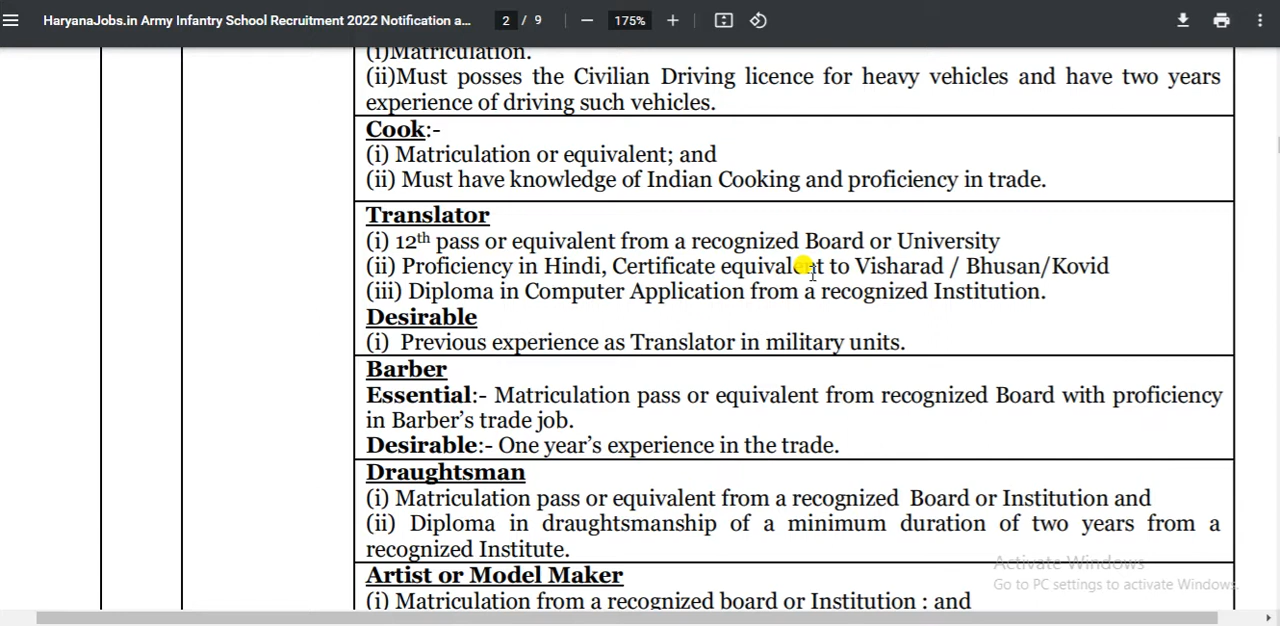 HaryanaJobs.in Army Infantry School Recruitment 2022 Notification a...
2 / 9
175%
(i)Matriculation.
(ii)Must posses the Civilian Driving licence for heavy vehicles and have two years
experience of driving such vehicles.
Cook:-
(i) Matriculation or equivalent; and
(ii) Must have knowledge of Indian Cooking and proficiency in trade.
Translator
(i) 12th pass or equivalent from a recognized Board or University
(ii) Proficiency in Hindi, Certificate equivalent to Visharad / Bhusan/Kovid
(iii) Diploma in Computer Application from a recognized Institution.
Desirable
(i) Previous experience as Translator in military units.
Barber
Essential:- Matriculation pass or equivalent from recognized Board with proficiency
in Barber's trade job.
Desirable:- One year's experience in the trade.
Draughtsman
(i) Matriculation pass or equivalent from a recognized Board or Institution and
(ii) Diploma in draughtsmanship of a minimum duration of two years from a
recognized Institute.
Artist or Model Maker
(i) Matriculation from a recognized board or Institution : and
Activate Windows
Go to PC settings to activate Windows.